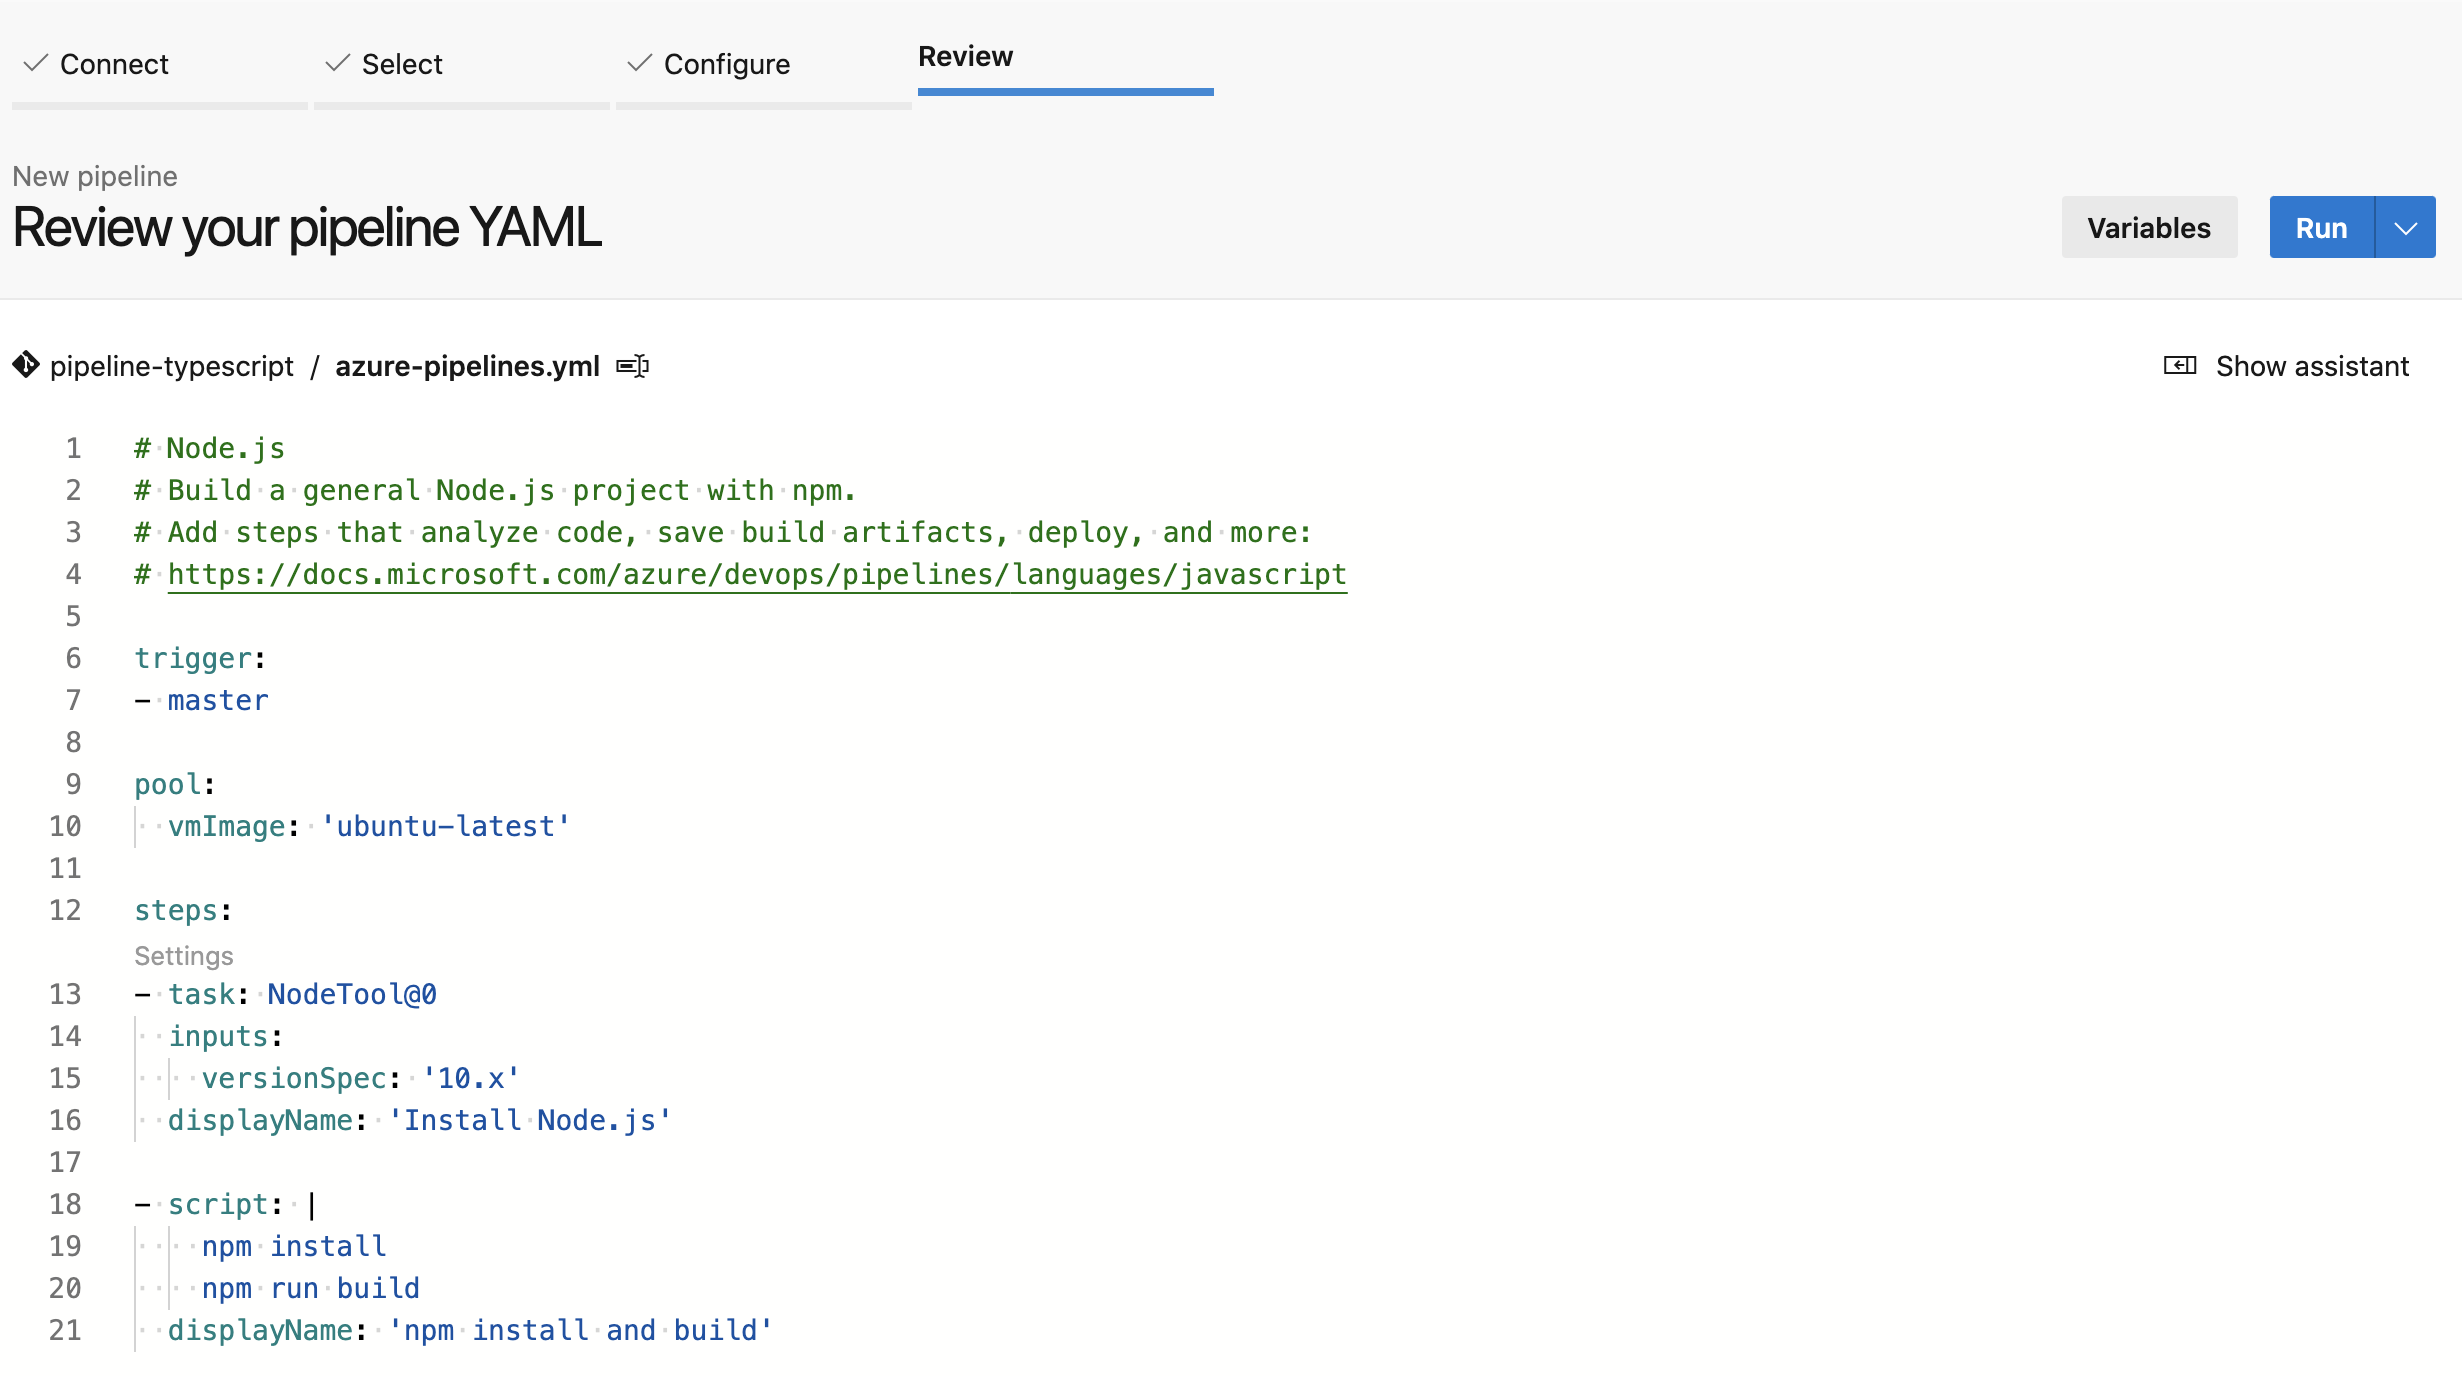 Connect Select Configure Review
New pipeline
Review your pipeline YAML
Variables Run
pipeline-typescript / azure-pipelines.yml Show assistant
1 # Node.js
2 # Build a general Node.js project with npm.
3 # Add steps that analyze code, save build artifacts, deploy, and more:
4 # https://docs.microsoft.com/azure/devops/pipelines/languages/javascript
5
6 trigger:
7 - master
8
9 pool:
10   vmImage: 'ubuntu-latest'
11
12 steps:
Settings
13 - task: NodeTool@0
14   inputs:
15     versionSpec: '10.x'
16   displayName: 'Install Node.js'
17
18 - script: |
19     npm install
20     npm run build
21   displayName: 'npm install and build'